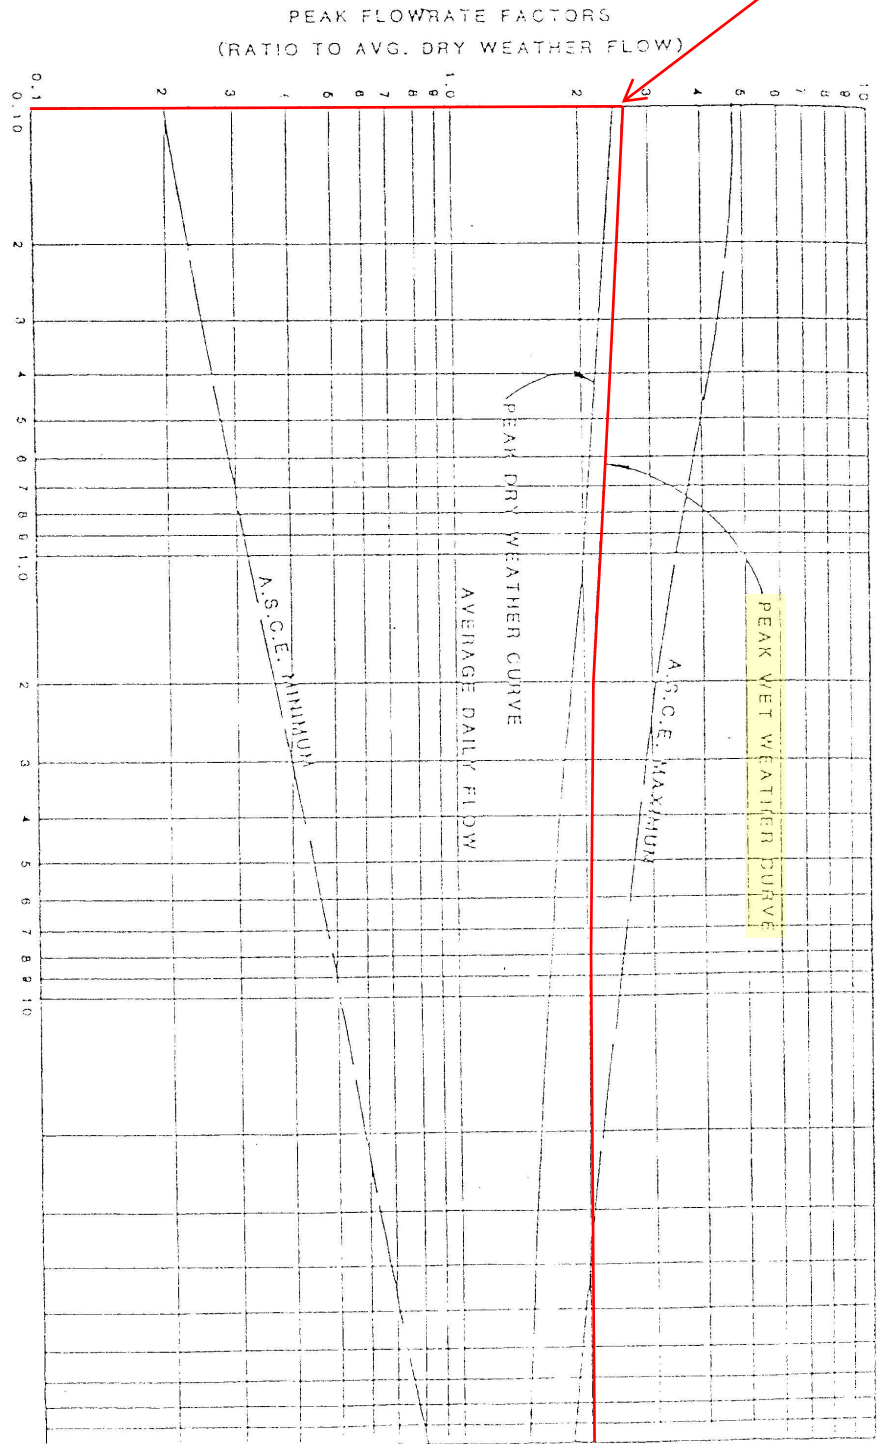 PEAK FLOWRATE FACTORS
(RATIO TO AVG. DRY WEATHER FLOW)
0.1 2 3 4 5 6 7 8 9 1.0 2 3 4 5 6 7 8 9 10
0.10
2
3
4
5
6
7
8
9
1.0
2
3
4
5
6
7
8
9
10
PEAK WET WEATHER CURVE
A.S.C.E. MAXIMUM
PEAK DRY WEATHER CURVE
AVERAGE DAILY FLOW
A.S.C.E. MINIMUM